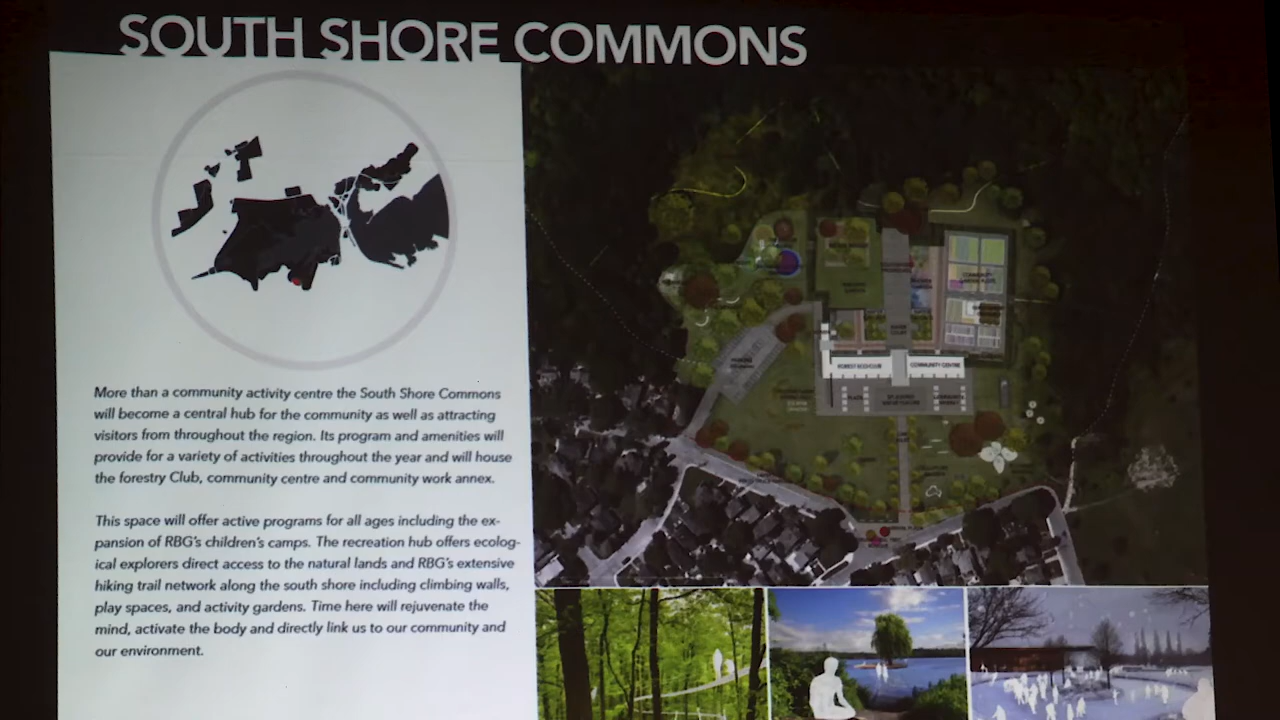 SOUTH SHORE COMMONS
More than a community activity centre the South Shore Commons
will become a central hub for the community as well as attracting
visitors from throughout the region. Its program and amenities will
provide for a variety of activities throughout the year and will house
the forestry Club, community centre and community work annex.
This space will offer active programs for all ages including the ex-
pansion of RBG's children's camps. The recreation hub offers ecolog-
ical explorers direct access to the natural lands and RBG's extensive
hiking trail network along the south shore including climbing walls,
play spaces, and activity gardens. Time here will rejuvenate the
mind, activate the body and directly link us to our community and
our environment.
COMMUNITY
COMMUNITY CENTRE